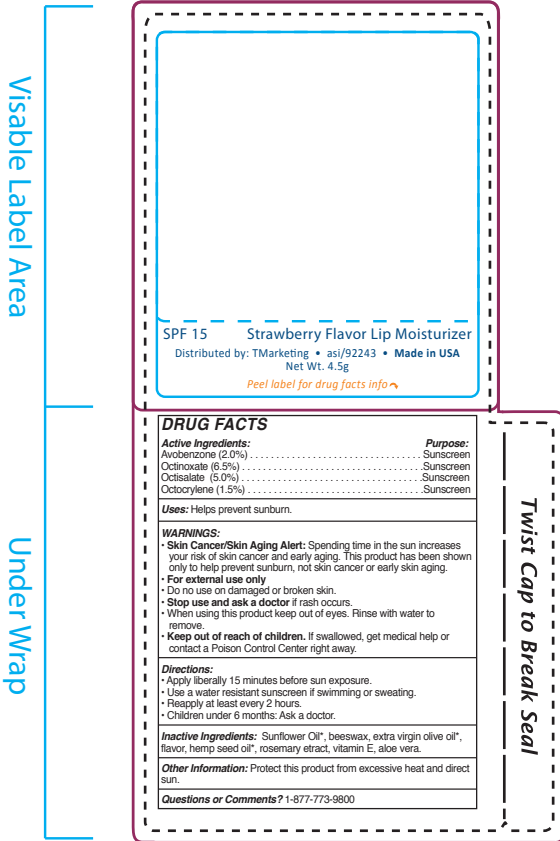 Visable Label Area
SPF 15 Strawberry Flavor Lip Moisturizer
Distributed by: TMarketing • asi/92243 • Made in USA
Net Wt. 4.5g
Peel label for drug facts info
Under Wrap
DRUG FACTS
Active Ingredients: Purpose:
Avobenzone (2.0%) . . . . . . . . . . . . . . . . . . . . . . . . . . . . . . . Sunscreen
Octinoxate (6.5%) . . . . . . . . . . . . . . . . . . . . . . . . . . . . . . . . Sunscreen
Octisalate (5.0%) . . . . . . . . . . . . . . . . . . . . . . . . . . . . . . . .Sunscreen
Octocrylene (1.5%) . . . . . . . . . . . . . . . . . . . . . . . . . . . . . . .Sunscreen
Uses: Helps prevent sunburn.
WARNINGS:
• Skin Cancer/Skin Aging Alert: Spending time in the sun increases
your risk of skin cancer and early aging. This product has been shown
only to help prevent sunburn, not skin cancer or early skin aging.
• For external use only
• Do no use on damaged or broken skin.
• Stop use and ask a doctor if rash occurs.
• When using this product keep out of eyes. Rinse with water to
remove.
• Keep out of reach of children. If swallowed, get medical help or
contact a Poison Control Center right away.
Directions:
• Apply liberally 15 minutes before sun exposure.
• Use a water resistant sunscreen if swimming or sweating.
• Reapply at least every 2 hours.
• Children under 6 months: Ask a doctor.
Inactive Ingredients: Sunflower Oil*, beeswax, extra virgin olive oil*,
flavor, hemp seed oil*, rosemary etract, vitamin E, aloe vera.
Other Information: Protect this product from excessive heat and direct
sun.
Questions or Comments? 1-877-773-9800
Twist Cap to Break Seal